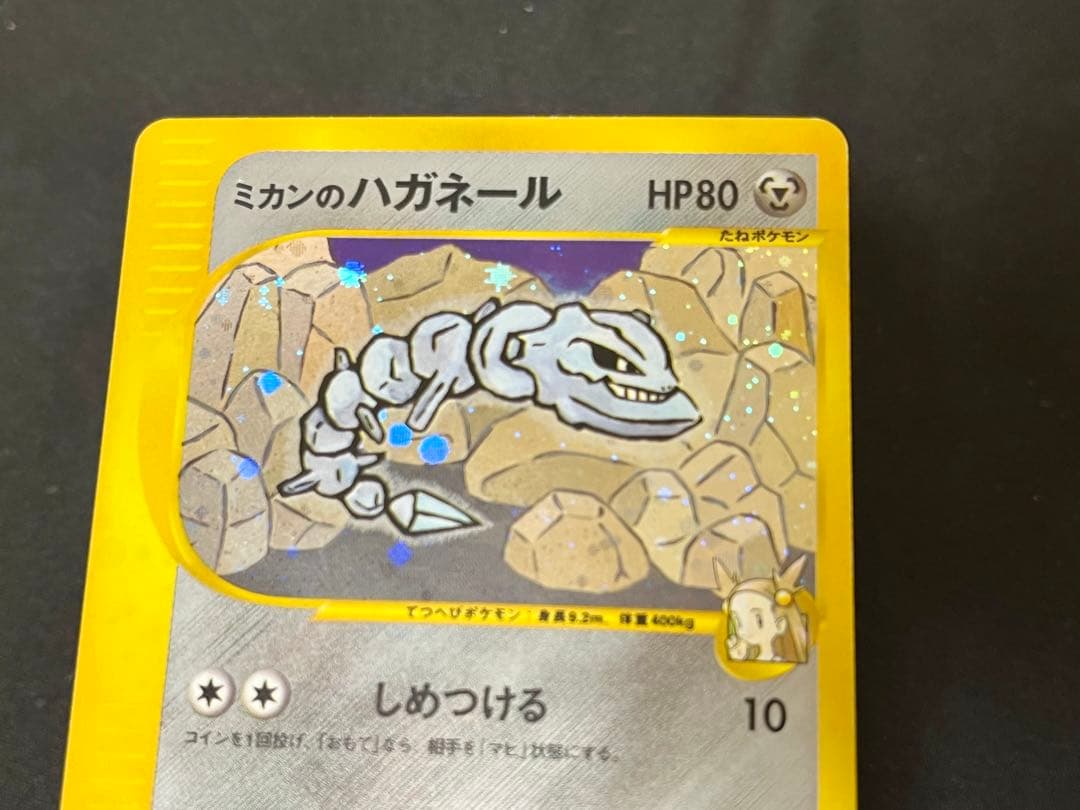 ミカンのハガネール HP80
たねポケモン
てつへびポケモン:身長9.2m、体重400kg
しめつける 10
コインを1回投げ、「おもて」なら、相手を「マヒ」状態にする。